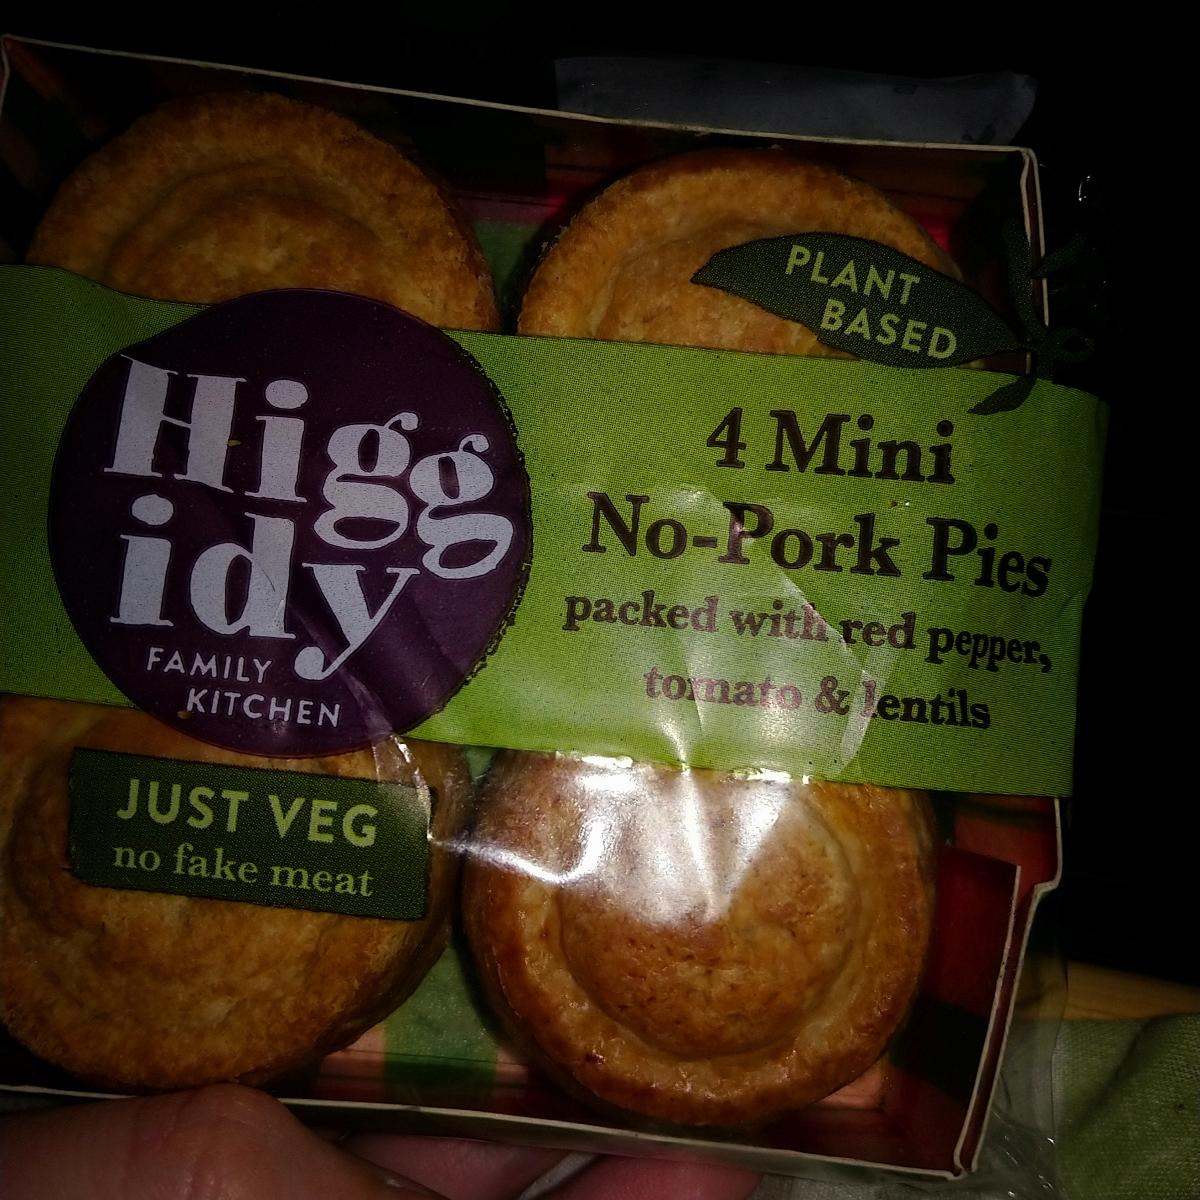 PLANT
BASED
Higg
idy
FAMILY
KITCHEN
4 Mini
No-Pork Pies
packed with red pepper,
tomato & lentils
JUST VEG
no fake meat